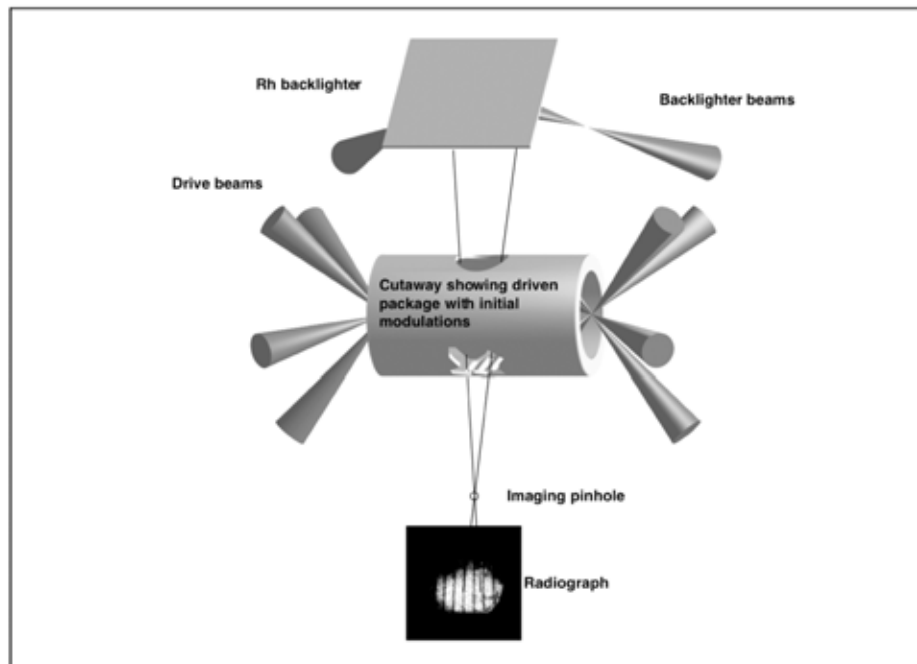 Rh backlighter
Backlighter beams
Drive beams
Cutaway showing driven
package with initial
modulations
Imaging pinhole
Radiograph